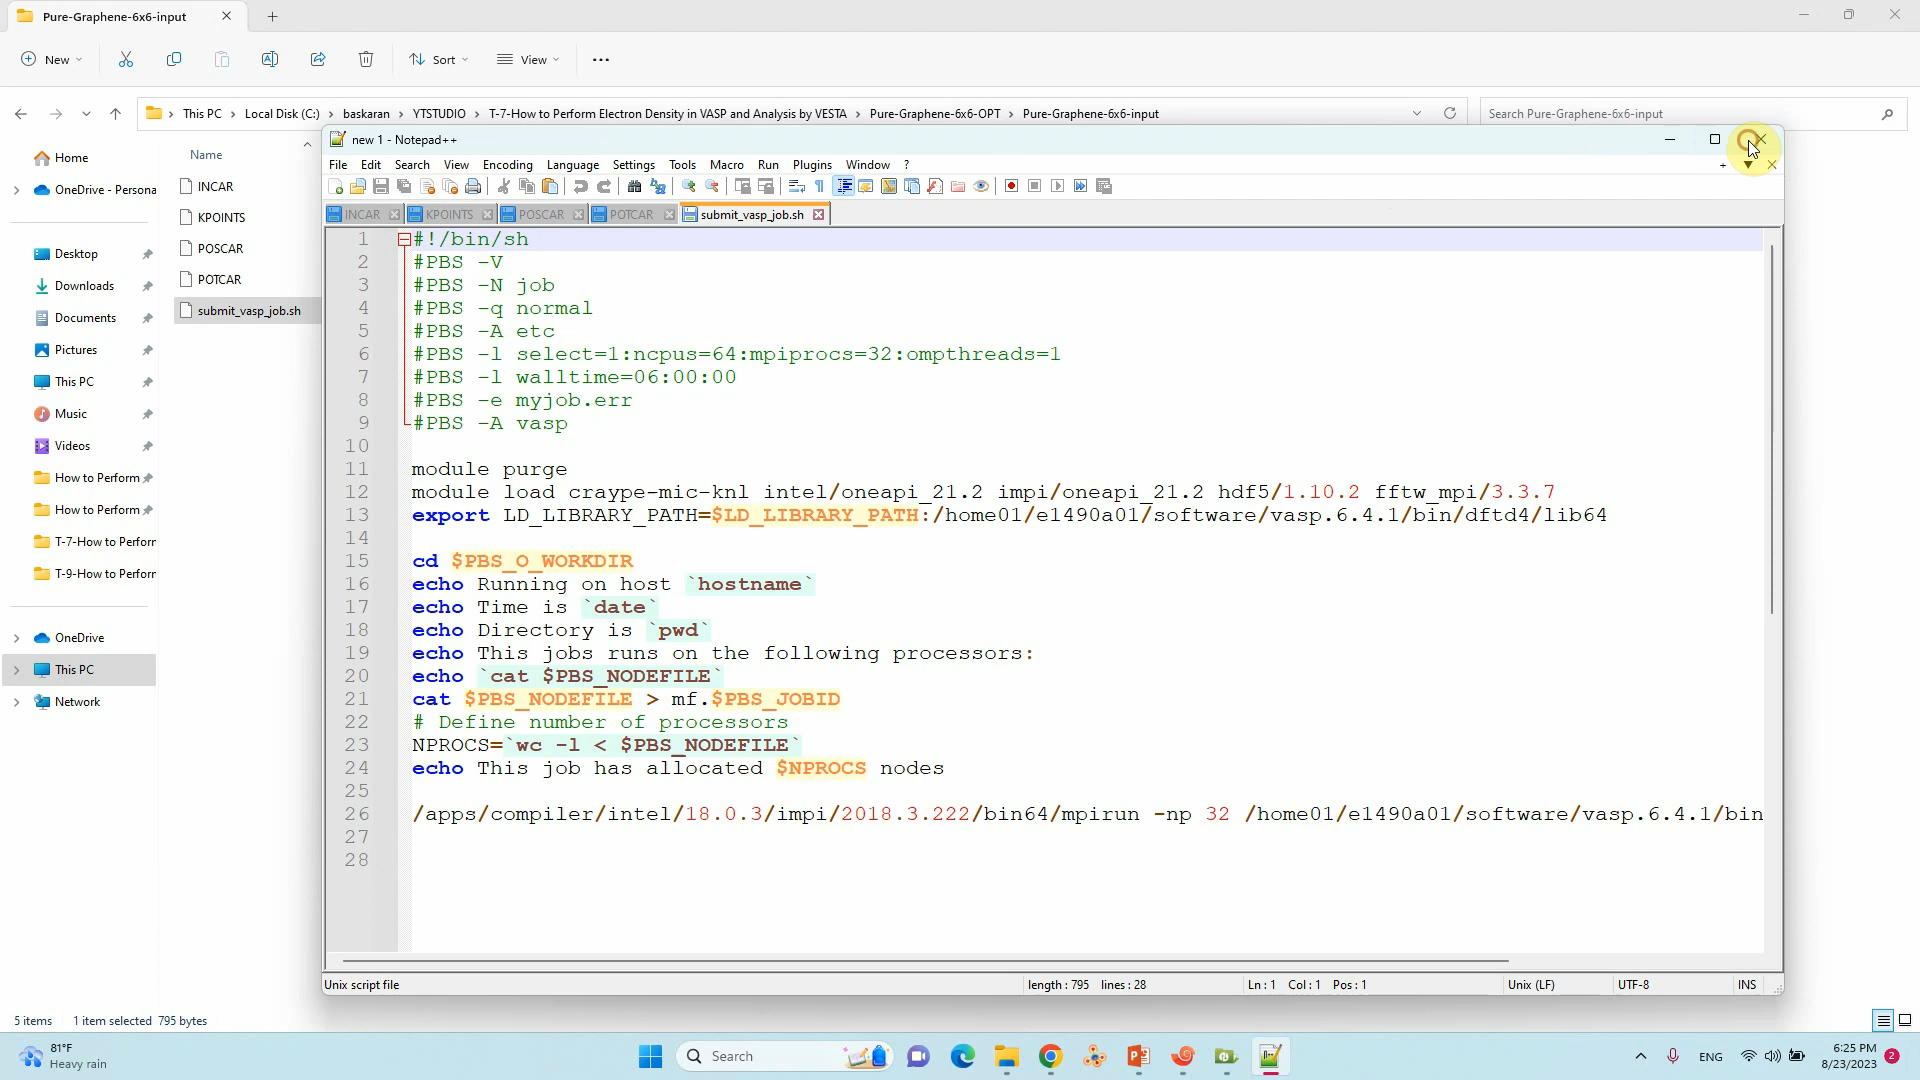 Pure-Graphene-6x6-input
New
Sort
View
This PC
Local Disk (C:)
baskaran
YTSTUDIO
T-7-How to Perform Electron Density in VASP and Analysis by VESTA
Pure-Graphene-6x6-OPT
Pure-Graphene-6x6-input
Search Pure-Graphene-6x6-input
Home
OneDrive - Persona
Desktop
Downloads
Documents
Pictures
This PC
Music
Videos
How to Perform
How to Perform
T-7-How to Perforr
T-9-How to Perforr
OneDrive
This PC
Network
Name
INCAR
KPOINTS
POSCAR
POTCAR
submit_vasp_job.sh
new 1 - Notepad++
File Edit Search View Encoding Language Settings Tools Macro Run Plugins Window ?
INCAR KPOINTS POSCAR POTCAR submit_vasp_job.sh
1 #!/bin/sh
2 #PBS -V
3 #PBS -N job
4 #PBS -q normal
5 #PBS -A etc
6 #PBS -l select=1:ncpus=64:mpiprocs=32:ompthreads=1
7 #PBS -l walltime=06:00:00
8 #PBS -e myjob.err
9 #PBS -A vasp
10
11 module purge
12 module load craype-mic-knl intel/oneapi_21.2 impi/oneapi_21.2 hdf5/1.10.2 fftw_mpi/3.3.7
13 export LD_LIBRARY_PATH=$LD_LIBRARY_PATH:/home01/e1490a01/software/vasp.6.4.1/bin/dftd4/lib64
14
15 cd $PBS_O_WORKDIR
16 echo Running on host `hostname`
17 echo Time is `date`
18 echo Directory is `pwd`
19 echo This jobs runs on the following processors:
20 echo `cat $PBS_NODEFILE`
21 cat $PBS_NODEFILE > mf.$PBS_JOBID
22 # Define number of processors
23 NPROCS=`wc -l < $PBS_NODEFILE`
24 echo This job has allocated $NPROCS nodes
25
26 /apps/compiler/intel/18.0.3/impi/2018.3.222/bin64/mpirun -np 32 /home01/e1490a01/software/vasp.6.4.1/bin
27
28
Unix script file length : 795 lines : 28 Ln : 1 Col : 1 Pos : 1 Unix (LF) UTF-8 INS
5 items 1 item selected 795 bytes
81°F
Heavy rain
Search
ENG
6:25 PM
8/23/2023
2